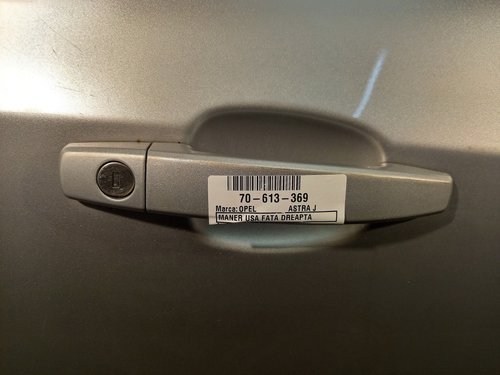 70-613-369
Marca: OPEL ASTRA J
MANER USA FATA DREAPTA